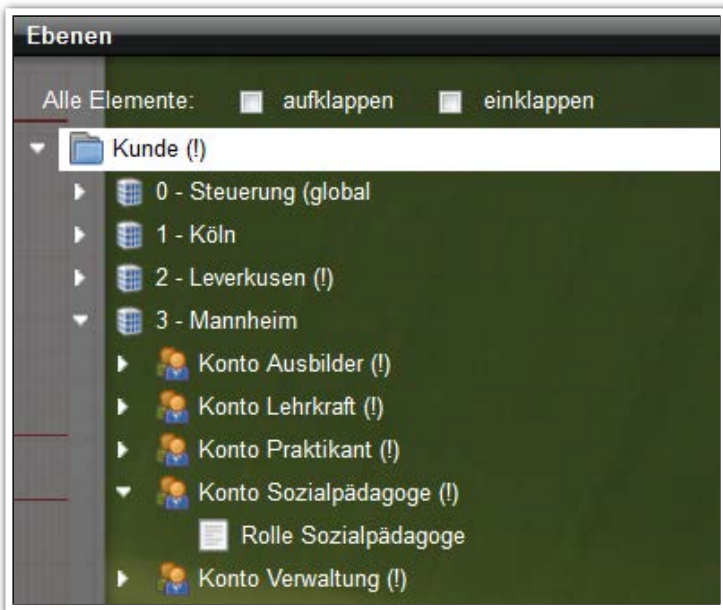 Ebenen
Alle Elemente: aufklappen einklappen
Kunde (!)
0 - Steuerung (global
1 - Köln
2 - Leverkusen (!)
3 - Mannheim
Konto Ausbilder (!)
Konto Lehrkraft (!)
Konto Praktikant (!)
Konto Sozialpädagoge (!)
Rolle Sozialpädagoge
Konto Verwaltung (!)